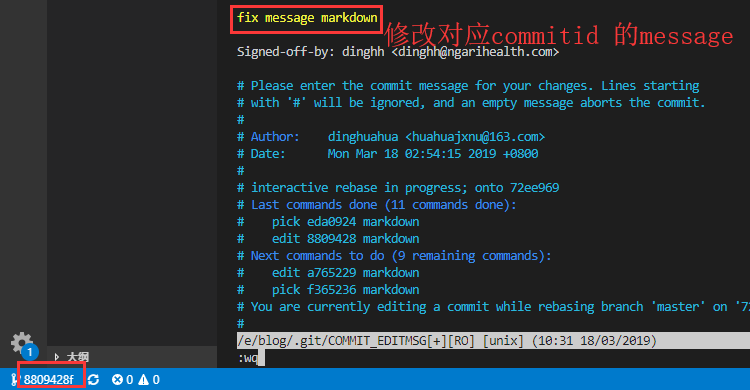 fix message markdown
修改对应commitid 的message
Signed-off-by: dinghh <dinghh@ngarihealth.com>
# Please enter the commit message for your changes. Lines starting
# with '#' will be ignored, and an empty message aborts the commit.
#
# Author:    dinghuahua <huahuajxnu@163.com>
# Date:      Mon Mar 18 02:54:15 2019 +0800
#
# interactive rebase in progress; onto 72ee969
# Last commands done (11 commands done):
#    pick eda0924 markdown
#    edit 8809428 markdown
# Next commands to do (9 remaining commands):
#    edit a765229 markdown
#    pick f365236 markdown
# You are currently editing a commit while rebasing branch 'master' on '72
#
/e/blog/.git/COMMIT_EDITMSG[+][RO] [unix] (10:31 18/03/2019)
:wq
1
大纲
8809428f 0 0